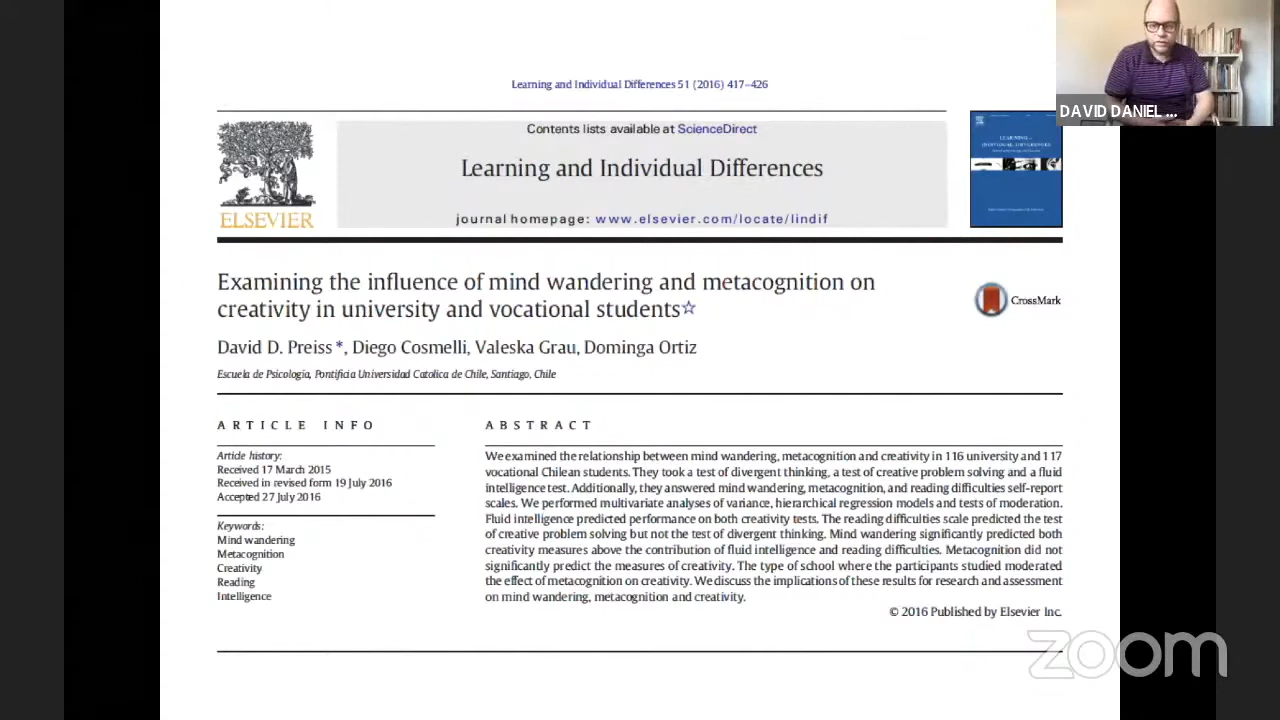 DAVID DANIEL ...
Learning and Individual Differences 51 (2016) 417–426
Contents lists available at ScienceDirect
Learning and Individual Differences
journal homepage: www.elsevier.com/locate/lindif
ELSEVIER
Examining the influence of mind wandering and metacognition on
creativity in university and vocational students☆
CrossMark
David D. Preiss *, Diego Cosmelli, Valeska Grau, Dominga Ortiz
Escuela de Psicología, Pontificia Universidad Catolica de Chile, Santiago, Chile
ARTICLE INFO
Article history:
Received 17 March 2015
Received in revised form 19 July 2016
Accepted 27 July 2016
Keywords:
Mind wandering
Metacognition
Creativity
Reading
Intelligence
ABSTRACT
We examined the relationship between mind wandering, metacognition and creativity in 116 university and 117
vocational Chilean students. They took a test of divergent thinking, a test of creative problem solving and a fluid
intelligence test. Additionally, they answered mind wandering, metacognition, and reading difficulties self-report
scales. We performed multivariate analyses of variance, hierarchical regression models and tests of moderation.
Fluid intelligence predicted performance on both creativity tests. The reading difficulties scale predicted the test
of creative problem solving but not the test of divergent thinking. Mind wandering significantly predicted both
creativity measures above the contribution of fluid intelligence and reading difficulties. Metacognition did not
significantly predict the measures of creativity. The type of school where the participants studied moderated
the effect of metacognition on creativity. We discuss the implications of these results for research and assessment
on mind wandering, metacognition and creativity.
© 2016 Published by Elsevier Inc.
zoom